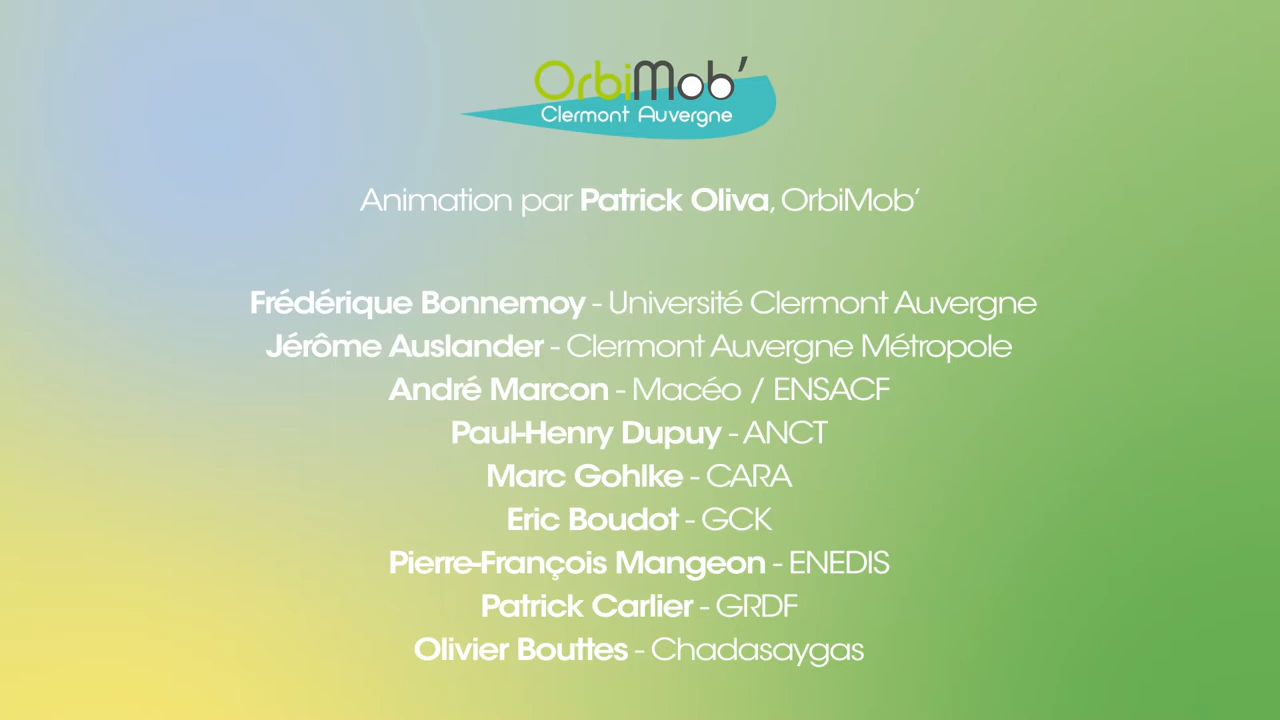 OrbiMob’
Clermont Auvergne
Animation par Patrick Oliva, OrbiMob’
Frédérique Bonnemoy - Université Clermont Auvergne
Jérôme Auslander - Clermont Auvergne Métropole
André Marcon - Macéo / ENSACF
Paul-Henry Dupuy - ANCT
Marc Gohlke - CARA
Eric Boudot - GCK
Pierre-François Mangeon - ENEDIS
Patrick Carlier - GRDF
Olivier Bouttes - Chadasaygas